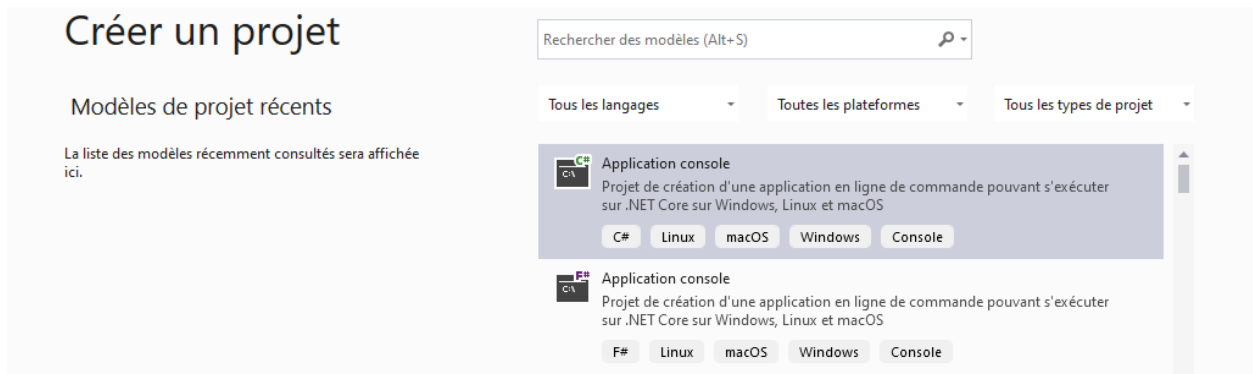 Créer un projet
Rechercher des modèles (Alt+S)
Modèles de projet récents
Tous les langages
Toutes les plateformes
Tous les types de projet
La liste des modèles récemment consultés sera affichée
ici.
C#
C:\
Application console
Projet de création d'une application en ligne de commande pouvant s'exécuter
sur .NET Core sur Windows, Linux et macOS
C# Linux macOS Windows Console
F#
C:\
Application console
Projet de création d'une application en ligne de commande pouvant s'exécuter
sur .NET Core sur Windows, Linux et macOS
F# Linux macOS Windows Console